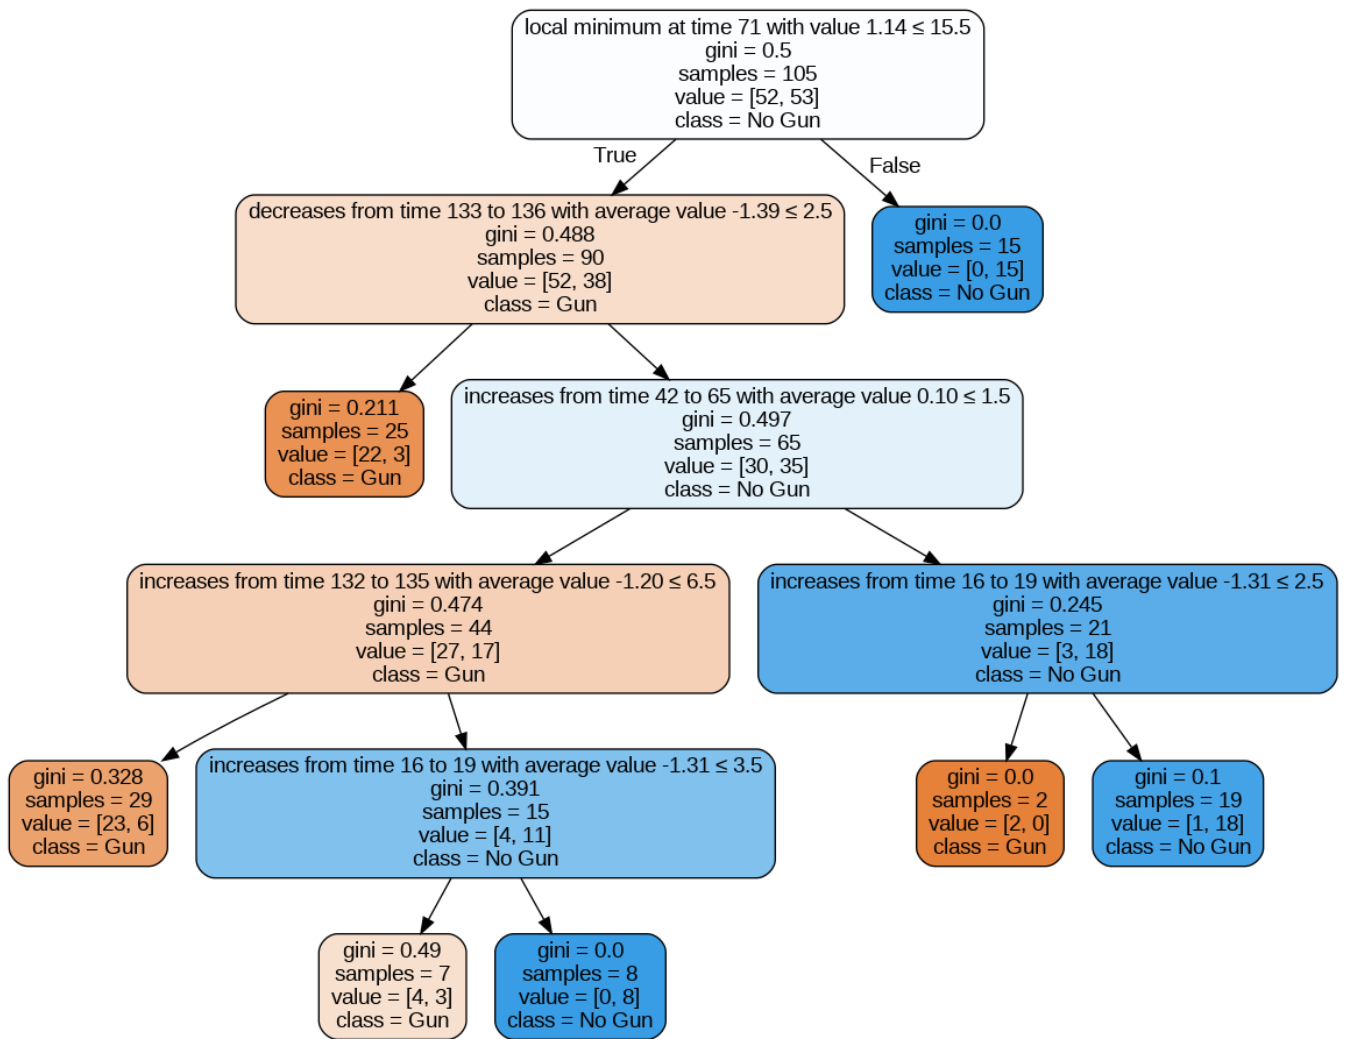 local minimum at time 71 with value 1.14 ≤ 15.5
gini = 0.5
samples = 105
value = [52, 53]
class = No Gun
True
False
decreases from time 133 to 136 with average value -1.39 ≤ 2.5
gini = 0.488
samples = 90
value = [52, 38]
class = Gun
gini = 0.0
samples = 15
value = [0, 15]
class = No Gun
gini = 0.211
samples = 25
value = [22, 3]
class = Gun
increases from time 42 to 65 with average value 0.10 ≤ 1.5
gini = 0.497
samples = 65
value = [30, 35]
class = No Gun
increases from time 132 to 135 with average value -1.20 ≤ 6.5
gini = 0.474
samples = 44
value = [27, 17]
class = Gun
increases from time 16 to 19 with average value -1.31 ≤ 2.5
gini = 0.245
samples = 21
value = [3, 18]
class = No Gun
gini = 0.328
samples = 29
value = [23, 6]
class = Gun
increases from time 16 to 19 with average value -1.31 ≤ 3.5
gini = 0.391
samples = 15
value = [4, 11]
class = No Gun
gini = 0.0
samples = 2
value = [2, 0]
class = Gun
gini = 0.1
samples = 19
value = [1, 18]
class = No Gun
gini = 0.49
samples = 7
value = [4, 3]
class = Gun
gini = 0.0
samples = 8
value = [0, 8]
class = No Gun